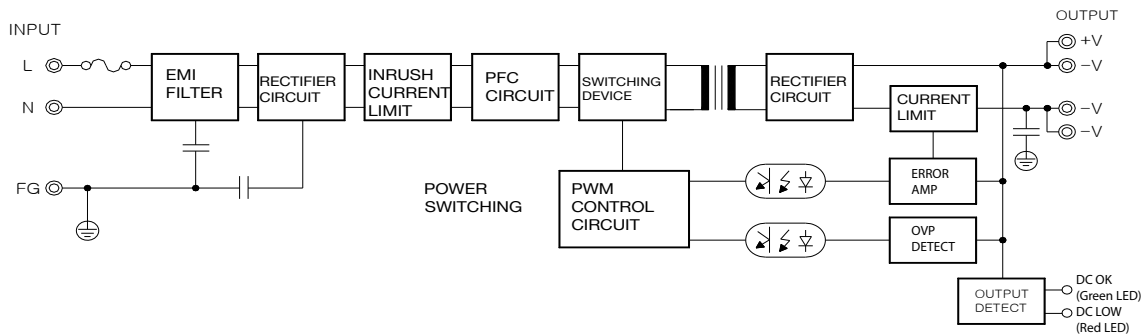 INPUT
OUTPUT
L
N
FG
EMI
FILTER
RECTIFIER
CIRCUIT
INRUSH
CURRENT
LIMIT
PFC
CIRCUIT
SWITCHING
DEVICE
RECTIFIER
CIRCUIT
CURRENT
LIMIT
+V
−V
−V
−V
POWER
SWITCHING
PWM
CONTROL
CIRCUIT
ERROR
AMP
OVP
DETECT
OUTPUT
DETECT
DC OK
(Green LED)
DC LOW
(Red LED)